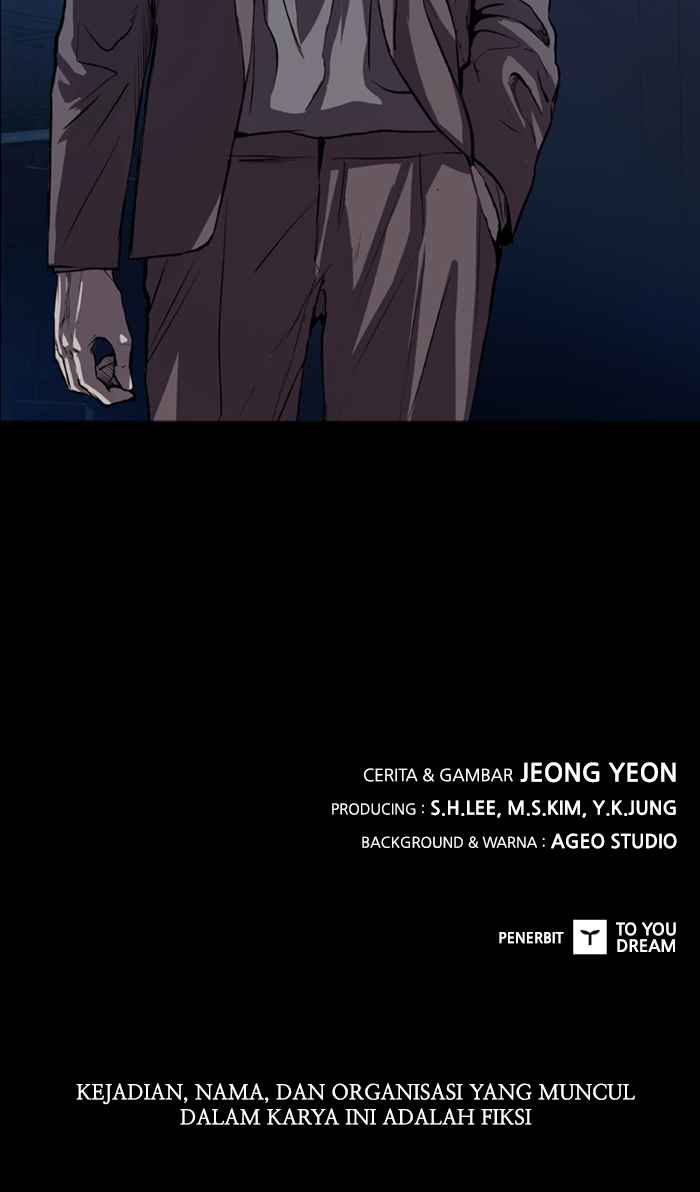 CERITA & GAMBAR JEONG YEON
PRODUCING : S.H.LEE, M.S.KIM, Y.K.JUNG
BACKGROUND & WARNA : AGEO STUDIO
PENERBIT TO YOU
DREAM
KEJADIAN, NAMA, DAN ORGANISASI YANG MUNCUL
DALAM KARYA INI ADALAH FIKSI